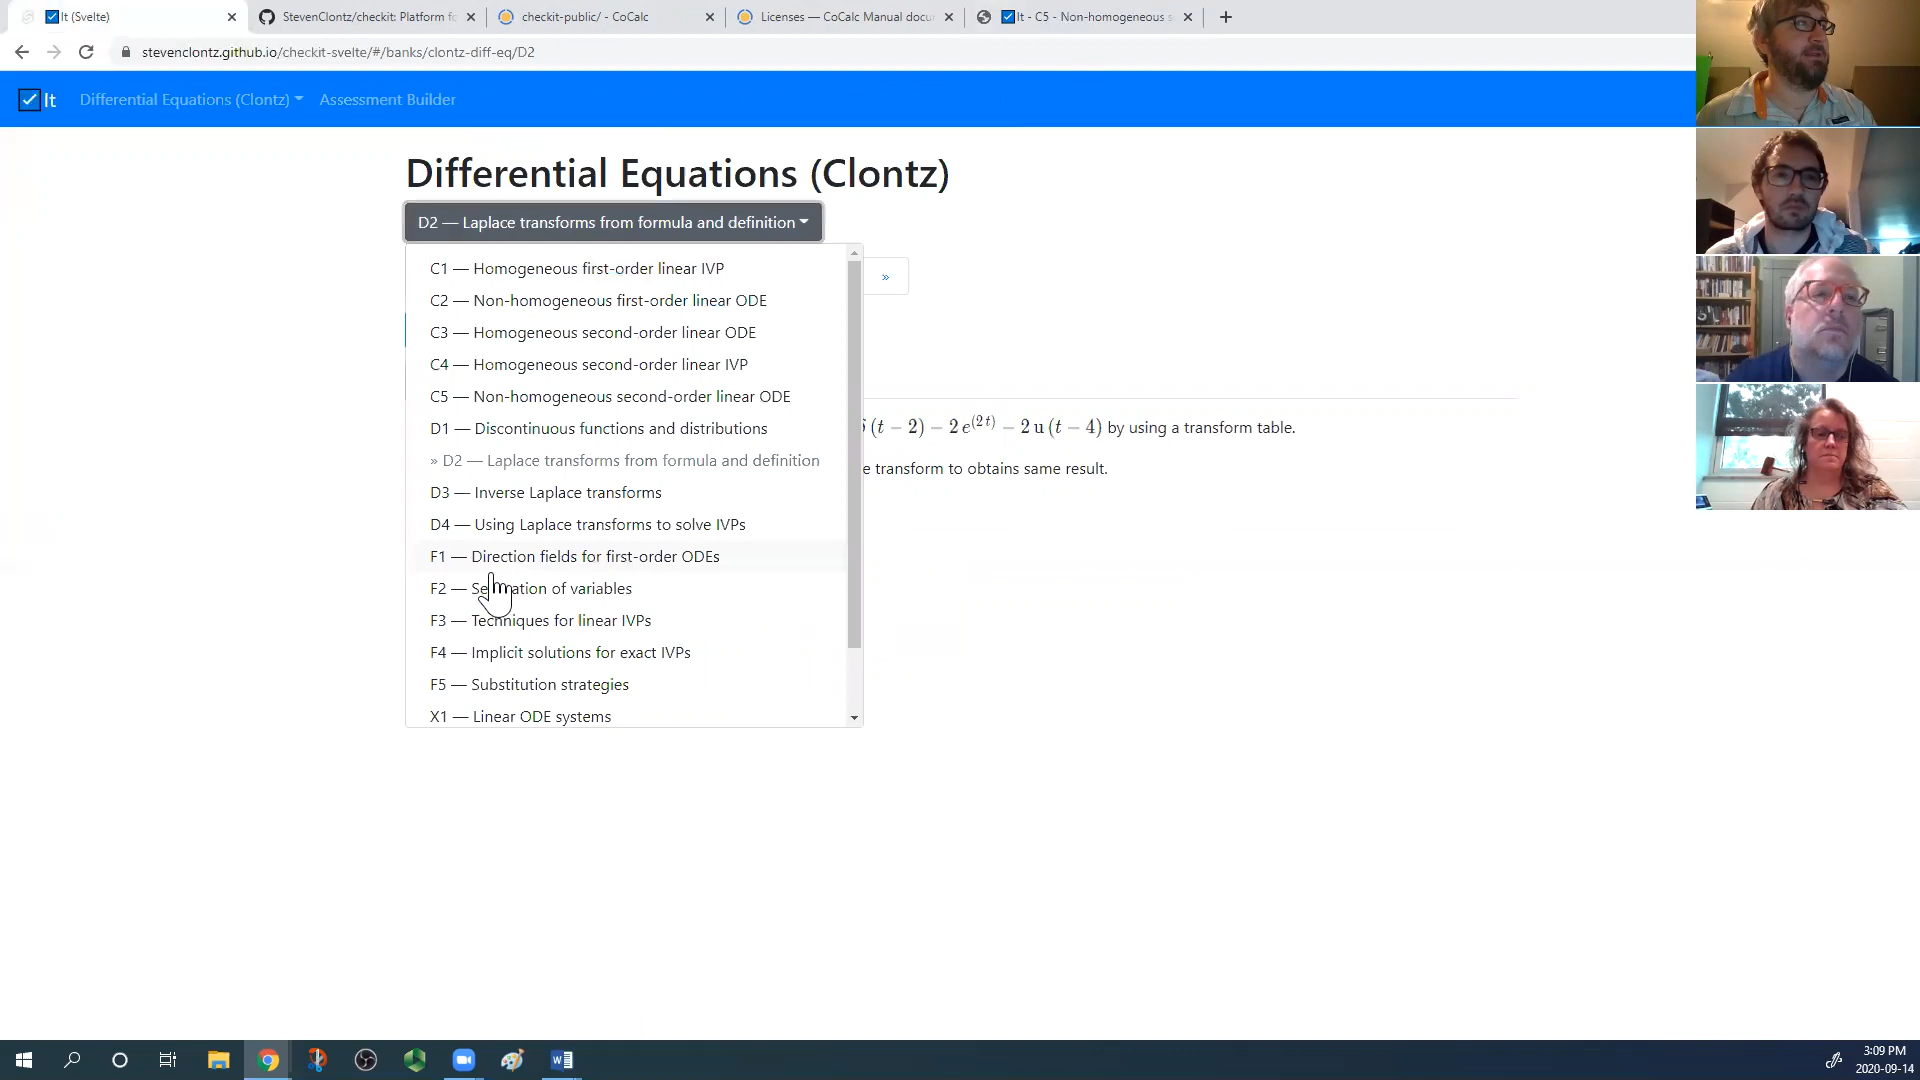 It (Svelte)
StevenClontz/checkit: Platform fo
checkit-public/ - CoCalc
Licenses — CoCalc Manual docu
It - C5 - Non-homogeneous s
stevenclontz.github.io/checkit-svelte/#/banks/clontz-diff-eq/D2
It
Differential Equations (Clontz)
Assessment Builder
Differential Equations (Clontz)
D2 — Laplace transforms from formula and definition
C1 — Homogeneous first-order linear IVP
»
C2 — Non-homogeneous first-order linear ODE
C3 — Homogeneous second-order linear ODE
C4 — Homogeneous second-order linear IVP
C5 — Non-homogeneous second-order linear ODE
D1 — Discontinuous functions and distributions
(t − 2) − 2 e^(2 t) − 2 u (t − 4) by using a transform table.
» D2 — Laplace transforms from formula and definition
e transform to obtains same result.
D3 — Inverse Laplace transforms
D4 — Using Laplace transforms to solve IVPs
F1 — Direction fields for first-order ODEs
F2 — Se ation of variables
F3 — Techniques for linear IVPs
F4 — Implicit solutions for exact IVPs
F5 — Substitution strategies
X1 — Linear ODE systems
3:09 PM
2020-09-14